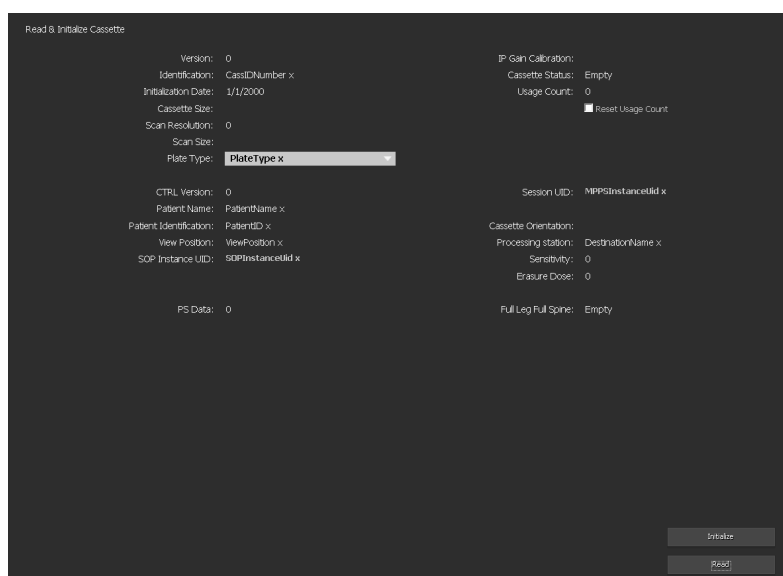 Read & Initialize Cassette
Version: 0
IP Gain Calibration:
Identification: CassIDNumber x
Cassette Status: Empty
Initialization Date: 1/1/2000
Usage Count: 0
Cassette Size:
Reset Usage Count
Scan Resolution: 0
Scan Size:
Plate Type: PlateType x
CTRL Version: 0
Session UID: MPPSInstanceUid x
Patient Name: PatientName x
Patient Identification: PatientID x
Cassette Orientation:
View Position: ViewPosition x
Processing station: DestinationName x
SOP Instance UID: SOPInstanceUid x
Sensitivity: 0
Erasure Dose: 0
PS Data: 0
Full Leg Full Spine: Empty
Initialize
Read